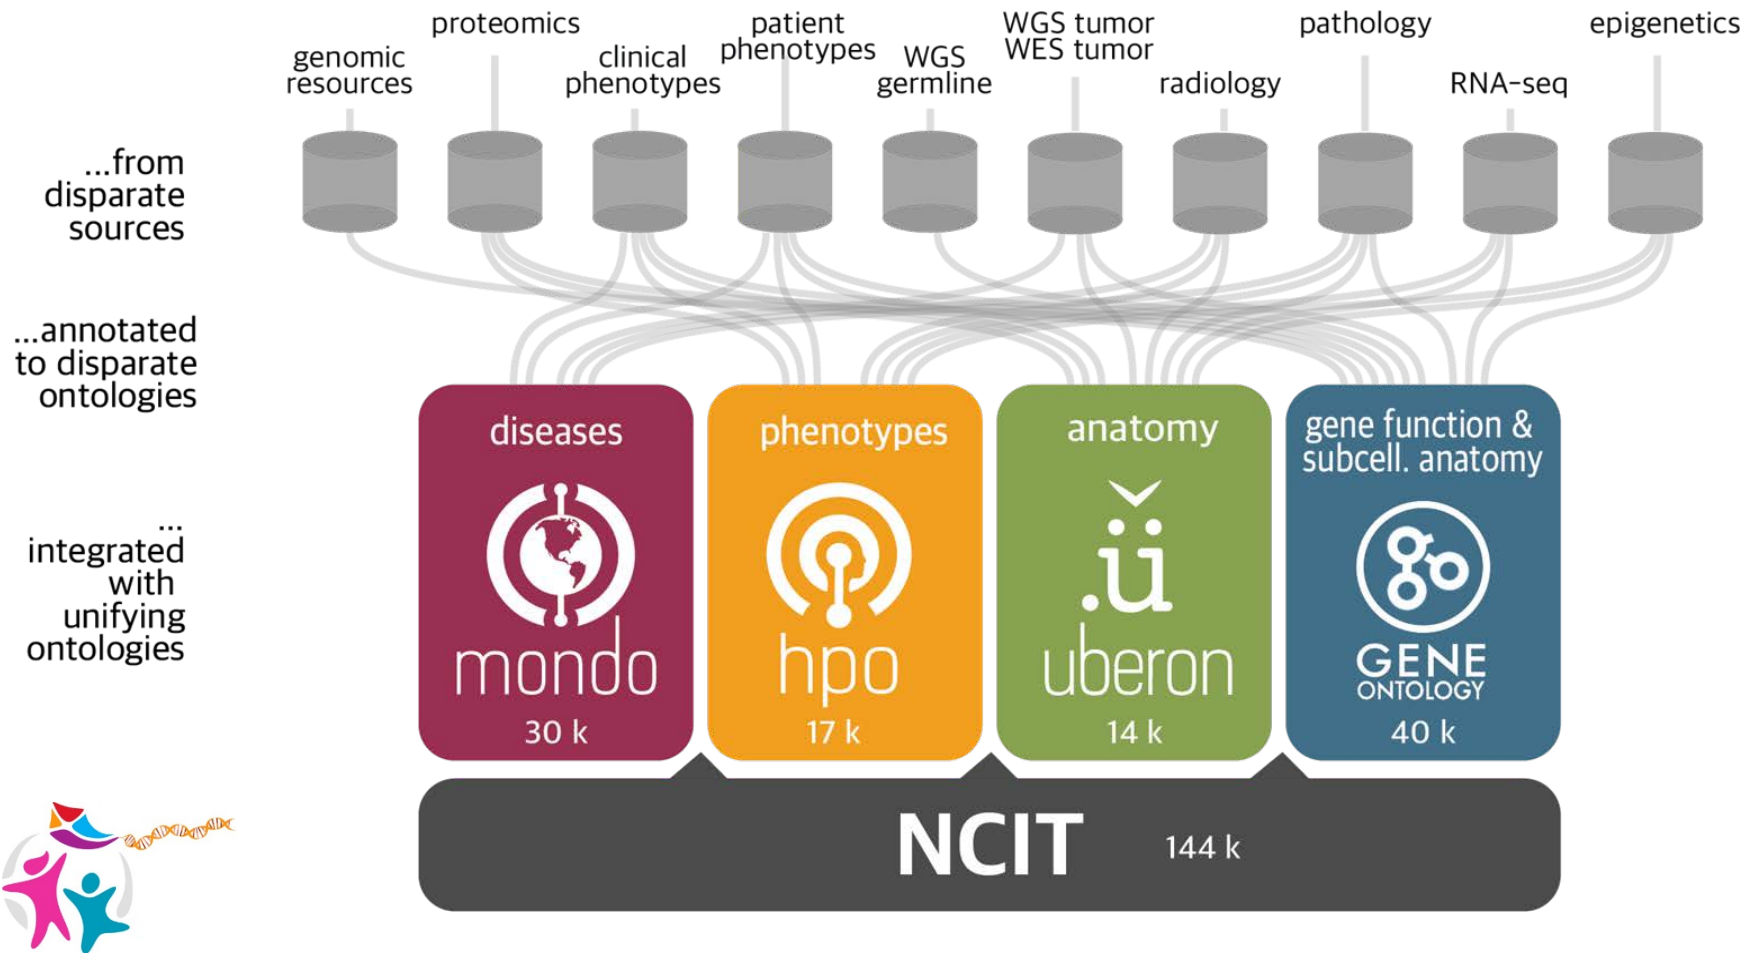 proteomics
patient
phenotypes
WGS tumor
WES tumor
pathology
epigenetics
genomic
resources
clinical
phenotypes
WGS
germline
radiology
RNA-seq
...from
disparate
sources
...annotated
to disparate
ontologies
...
integrated
with
unifying
ontologies
diseases
mondo
30 k
phenotypes
hpo
17 k
anatomy
.ü
uberon
14 k
gene function &
subcell. anatomy
go
GENE
ONTOLOGY
40 k
NCIT
144 k